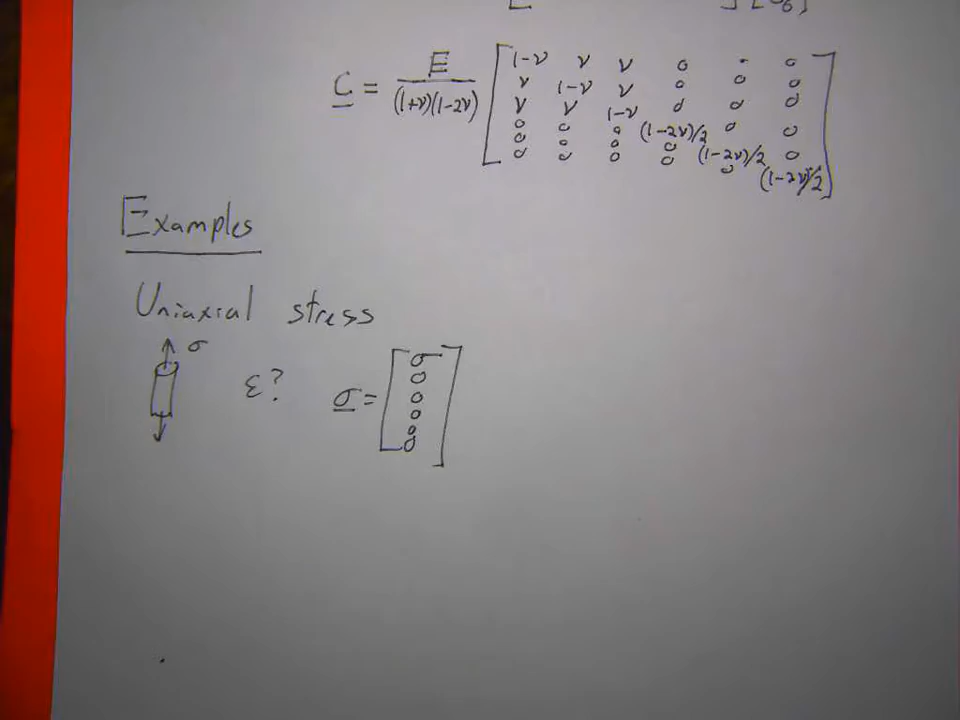 σ6
C = E / (1+ν)(1-2ν) [ 1-ν ν ν 0 0 0
ν 1-ν ν 0 0 0
ν ν 1-ν 0 0 0
0 0 0 (1-2ν)/2 0 0
0 0 0 0 (1-2ν)/2 0
0 0 0 0 0 (1-2ν)/2 ]
Examples
Uniaxial stress
σ
ε? σ = [ σ
0
0
0
0
0 ]